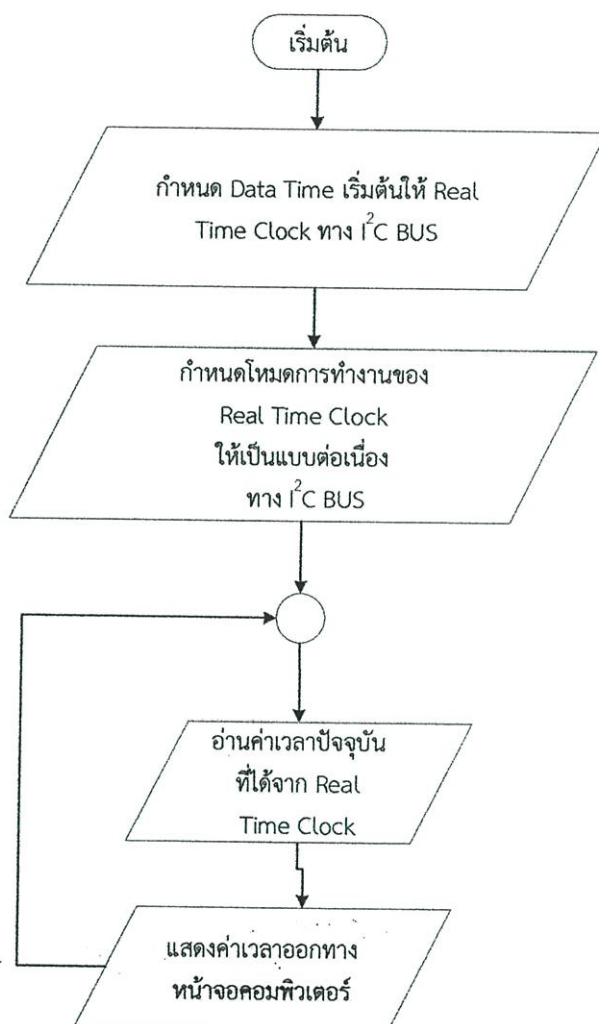 เริ่มต้น
กำหนด Data Time เริ่มต้นให้ Real
Time Clock ทาง I²C BUS
กำหนดโหมดการทำงานของ
Real Time Clock
ให้เป็นแบบต่อเนื่อง
ทาง I²C BUS
อ่านค่าเวลาปัจจุบัน
ที่ได้จาก Real
Time Clock
แสดงค่าเวลาออกทาง
หน้าจอคอมพิวเตอร์